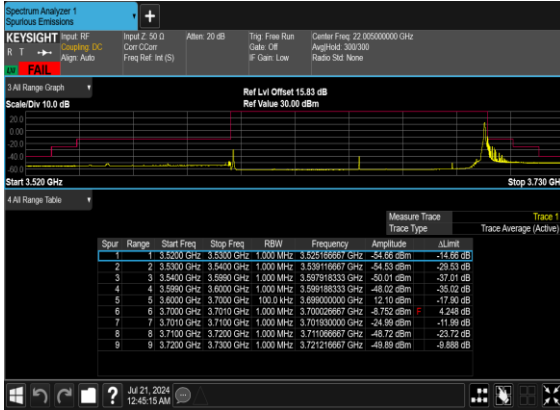 Spectrum Analyzer 1
Spurious Emissions
KEYSIGHT Input: RF Input Z: 50 Ω Atten: 20 dB Trig: Free Run Center Freq: 22.005000000 GHz
R T Coupling: DC Corr CCorr Gate: Off Avg|Hold: 300/300
Align: Auto Freq Ref: Int (S) IF Gain: Low Radio Std: None
FAIL
3 All Range Graph Ref Lvl Offset 15.83 dB
Scale/Div 10.0 dB Ref Value 30.00 dBm
20.0
0.00
-20.0
-40.0
-60.0
Start 3.520 GHz Stop 3.730 GH
4 All Range Table
Measure Trace Trace 1
Trace Type Trace Average (Active)
Spur Range Start Freq Stop Freq RBW Frequency Amplitude ΔLimit
1 1 3.5200 GHz 3.5300 GHz 1.000 MHz 3.525166667 GHz -54.66 dBm -14.66 dB
2 2 3.5300 GHz 3.5400 GHz 1.000 MHz 3.539116667 GHz -54.53 dBm -29.53 dB
3 3 3.5400 GHz 3.5990 GHz 1.000 MHz 3.597918333 GHz -50.01 dBm -37.01 dB
4 4 3.5990 GHz 3.6000 GHz 1.000 MHz 3.599188333 GHz -48.02 dBm -35.02 dB
5 5 3.6000 GHz 3.7000 GHz 100.0 kHz 3.699000000 GHz 12.10 dBm -17.90 dB
6 6 3.7000 GHz 3.7010 GHz 1.000 MHz 3.700026667 GHz -8.752 dBm F 4.248 dB
7 7 3.7010 GHz 3.7100 GHz 1.000 MHz 3.701930000 GHz -24.99 dBm -11.99 dB
8 8 3.7100 GHz 3.7200 GHz 1.000 MHz 3.711066667 GHz -48.72 dBm -23.72 dB
9 9 3.7200 GHz 3.7300 GHz 1.000 MHz 3.721216667 GHz -49.89 dBm -9.888 dB
Jul 21, 2024
12:45:15 AM